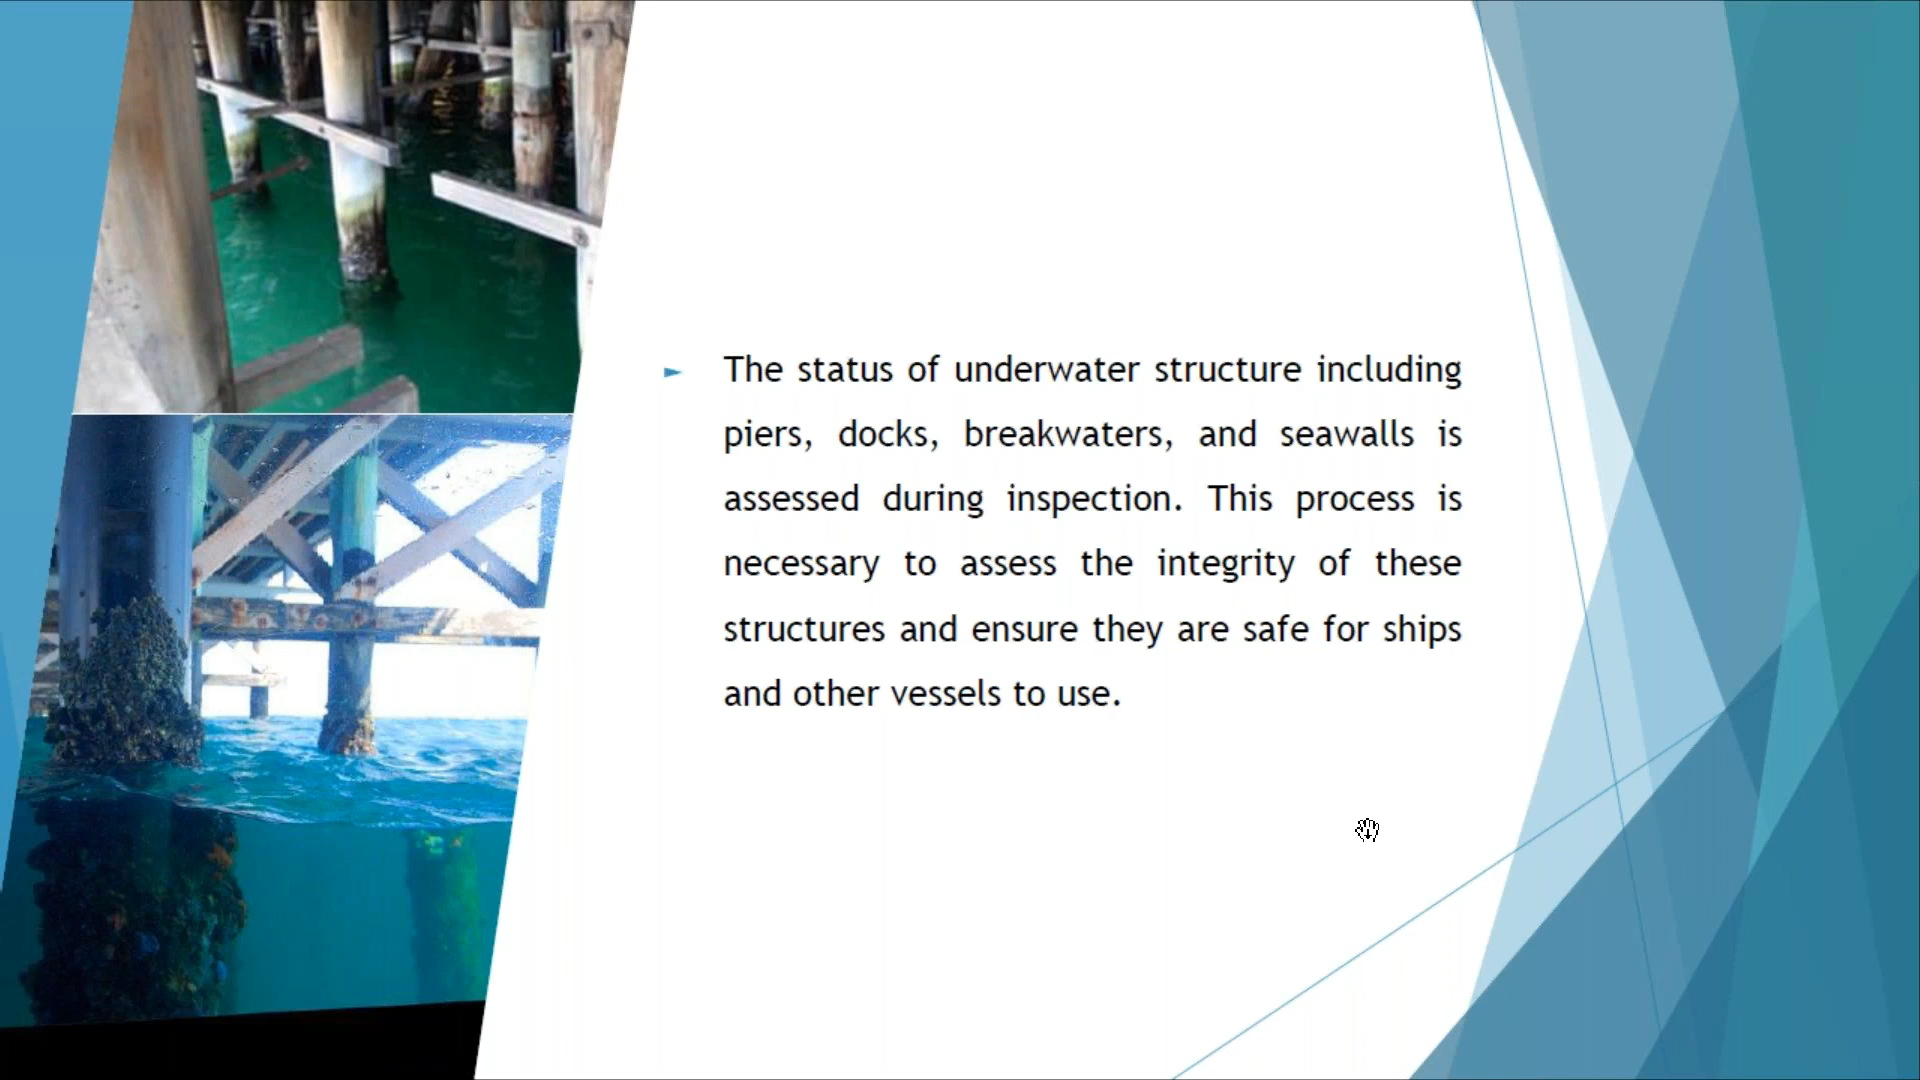 The status of underwater structure including
piers, docks, breakwaters, and seawalls is
assessed during inspection. This process is
necessary to assess the integrity of these
structures and ensure they are safe for ships
and other vessels to use.